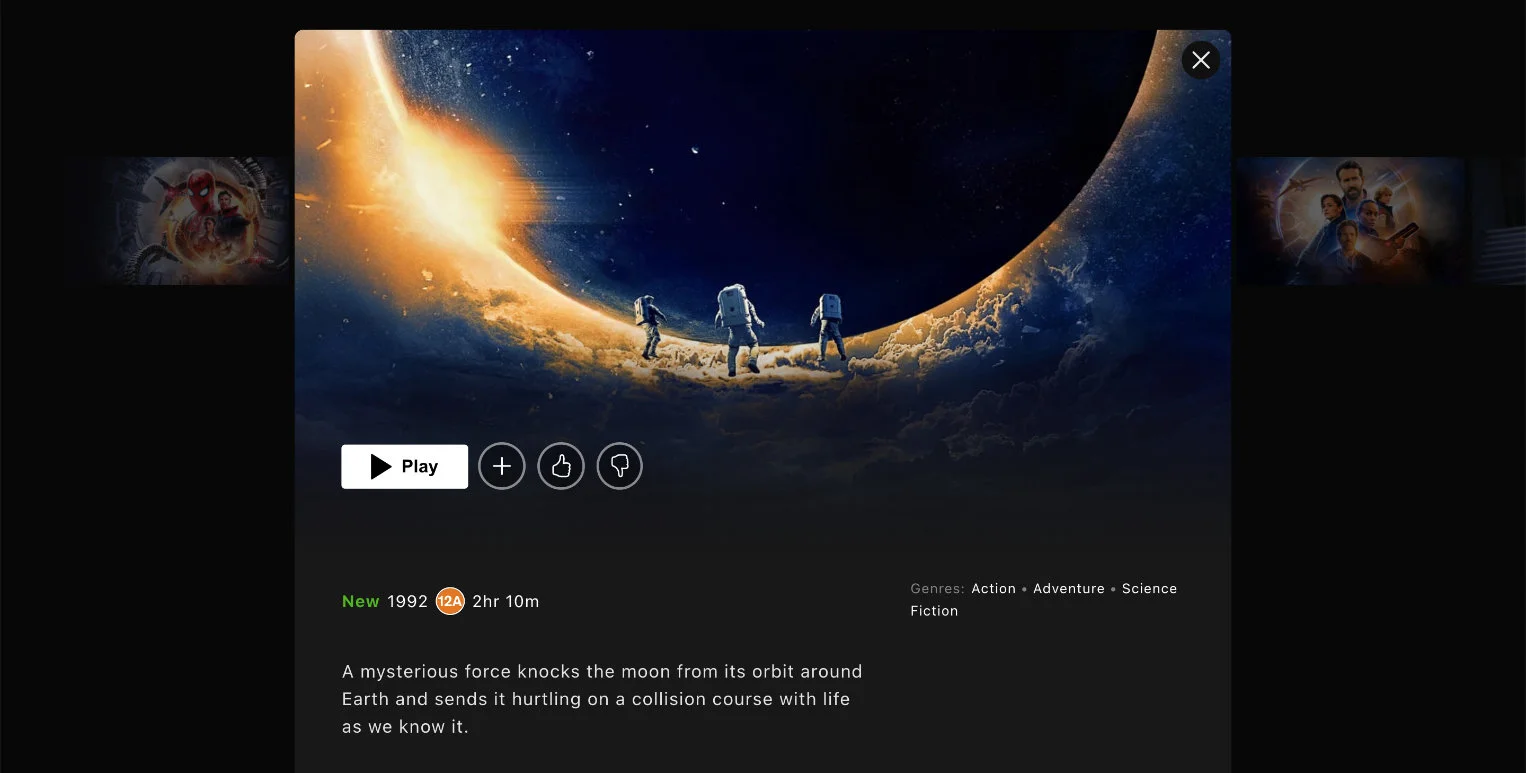 Play
New 1992 12A 2hr 10m
Genres: Action • Adventure • Science
Fiction
A mysterious force knocks the moon from its orbit around
Earth and sends it hurtling on a collision course with life
as we know it.